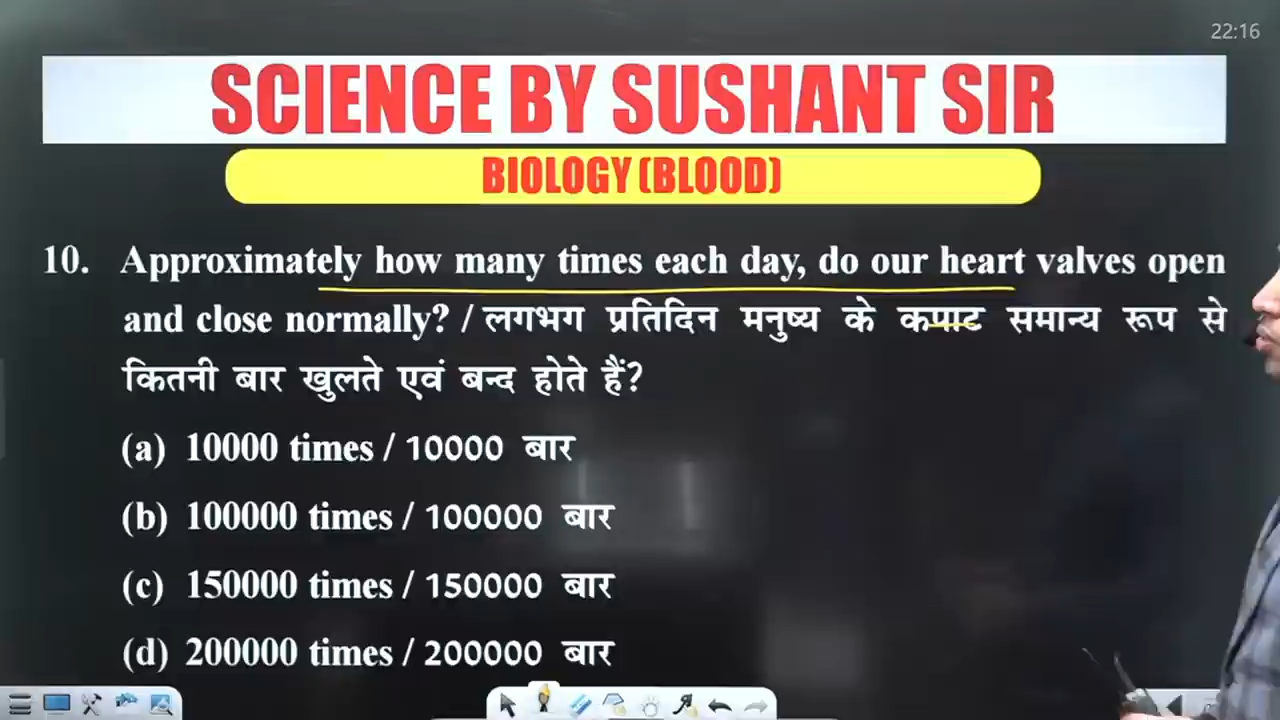 22:16
SCIENCE BY SUSHANT SIR
BIOLOGY (BLOOD)
10. Approximately how many times each day, do our heart valves open
and close normally? / लगभग प्रतिदिन मनुष्य के कपाट समान्य रूप से
कितनी बार खुलते एवं बन्द होते हैं?
(a) 10000 times / 10000 बार
(b) 100000 times / 100000 बार
(c) 150000 times / 150000 बार
(d) 200000 times / 200000 बार